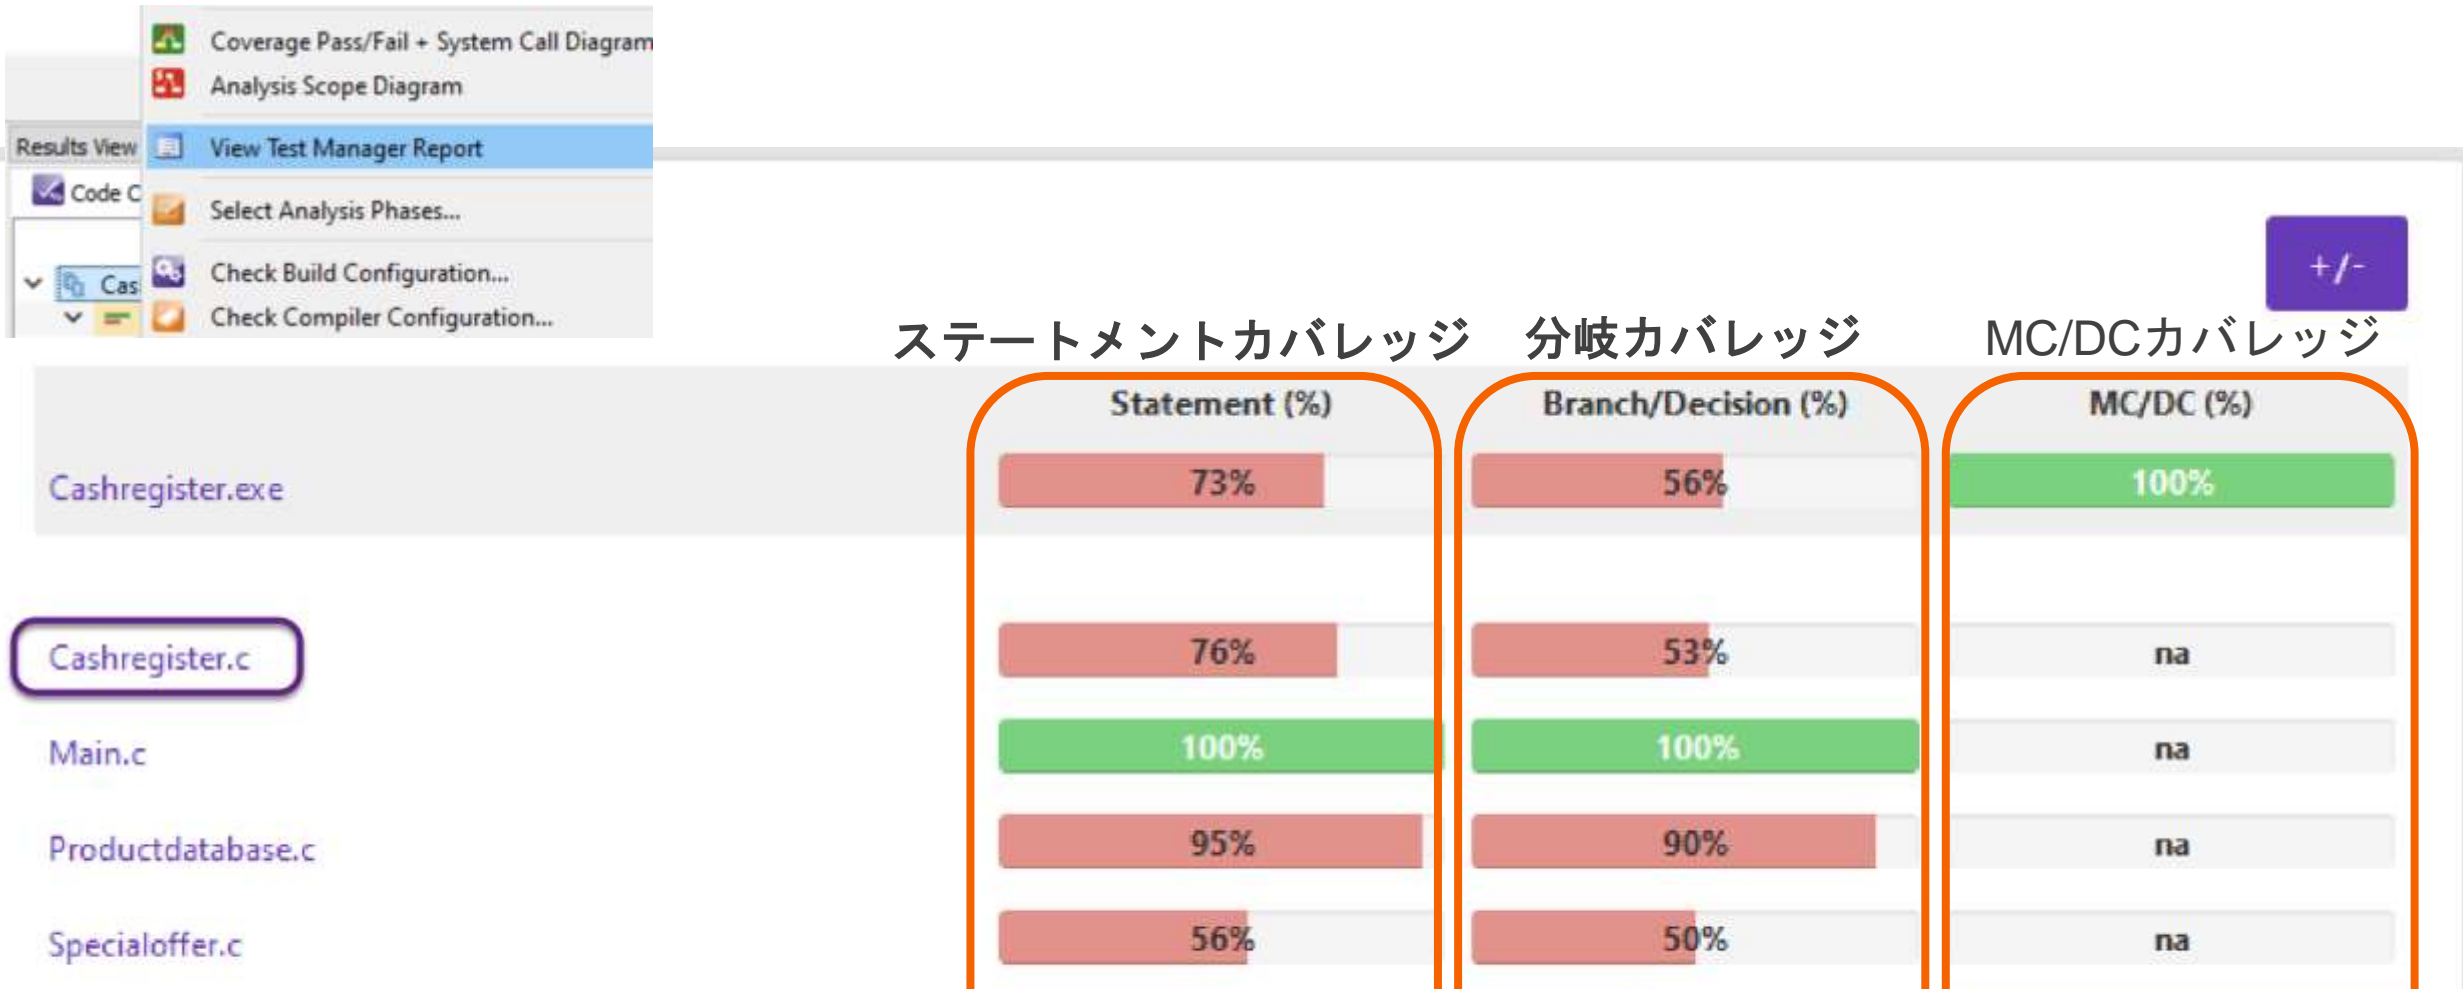 Coverage Pass/Fail + System Call Diagram
Analysis Scope Diagram
Results View
View Test Manager Report
Code C
Select Analysis Phases...
Cas
Check Build Configuration...
Check Compiler Configuration...
+/-
ステートメントカバレッジ 分岐カバレッジ MC/DCカバレッジ
Statement (%) Branch/Decision (%) MC/DC (%)
Cashregister.exe 73% 56% 100%
Cashregister.c 76% 53% na
Main.c 100% 100% na
Productdatabase.c 95% 90% na
Specialoffer.c 56% 50% na